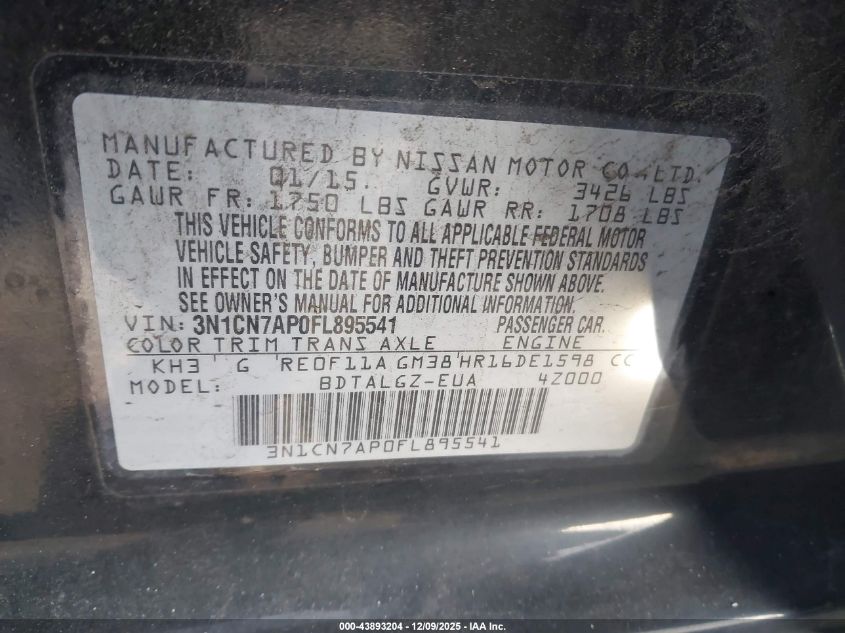 MANUFACTURED BY NISSAN MOTOR CO.,LTD.
DATE: 01/15. GVWR: 3426 LBS
GAWR FR: 1750 LBS GAWR RR: 1708 LBS
THIS VEHICLE CONFORMS TO ALL APPLICABLE FEDERAL MOTOR
VEHICLE SAFETY, BUMPER AND THEFT PREVENTION STANDARDS
IN EFFECT ON THE DATE OF MANUFACTURE SHOWN ABOVE.
SEE OWNER'S MANUAL FOR ADDITIONAL INFORMATION.
VIN: 3N1CN7AP0FL895541 PASSENGER CAR.
COLOR TRIM TRANS AXLE ENGINE
KH3 G RE0F11A GM38 HR16DE1598 CC
MODEL: BDTALGZ-EUA 4Z000
3N1CN7AP0FL895541
000-43893204 - 12/09/2025 - IAA Inc.